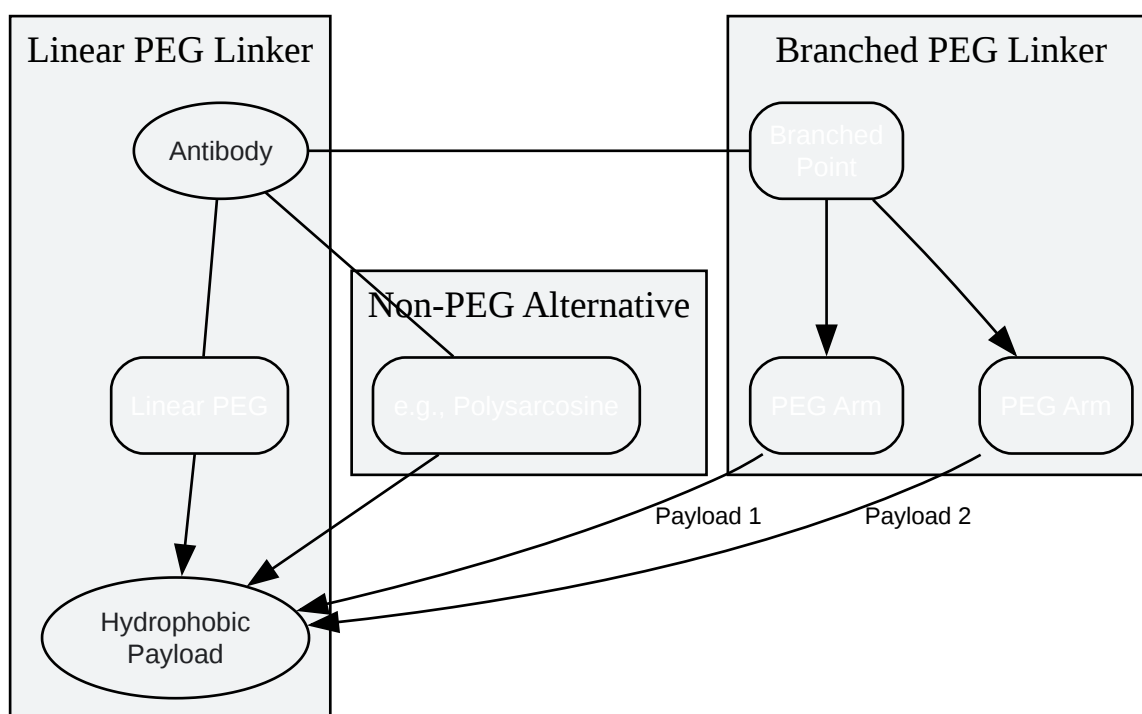 Linear PEG Linker
Branched PEG Linker
Antibody
Branched
Point
Non-PEG Alternative
Linear PEG
e.g., Polysarcosine
PEG Arm
PEG Arm
Payload 1
Payload 2
Hydrophobic
Payload